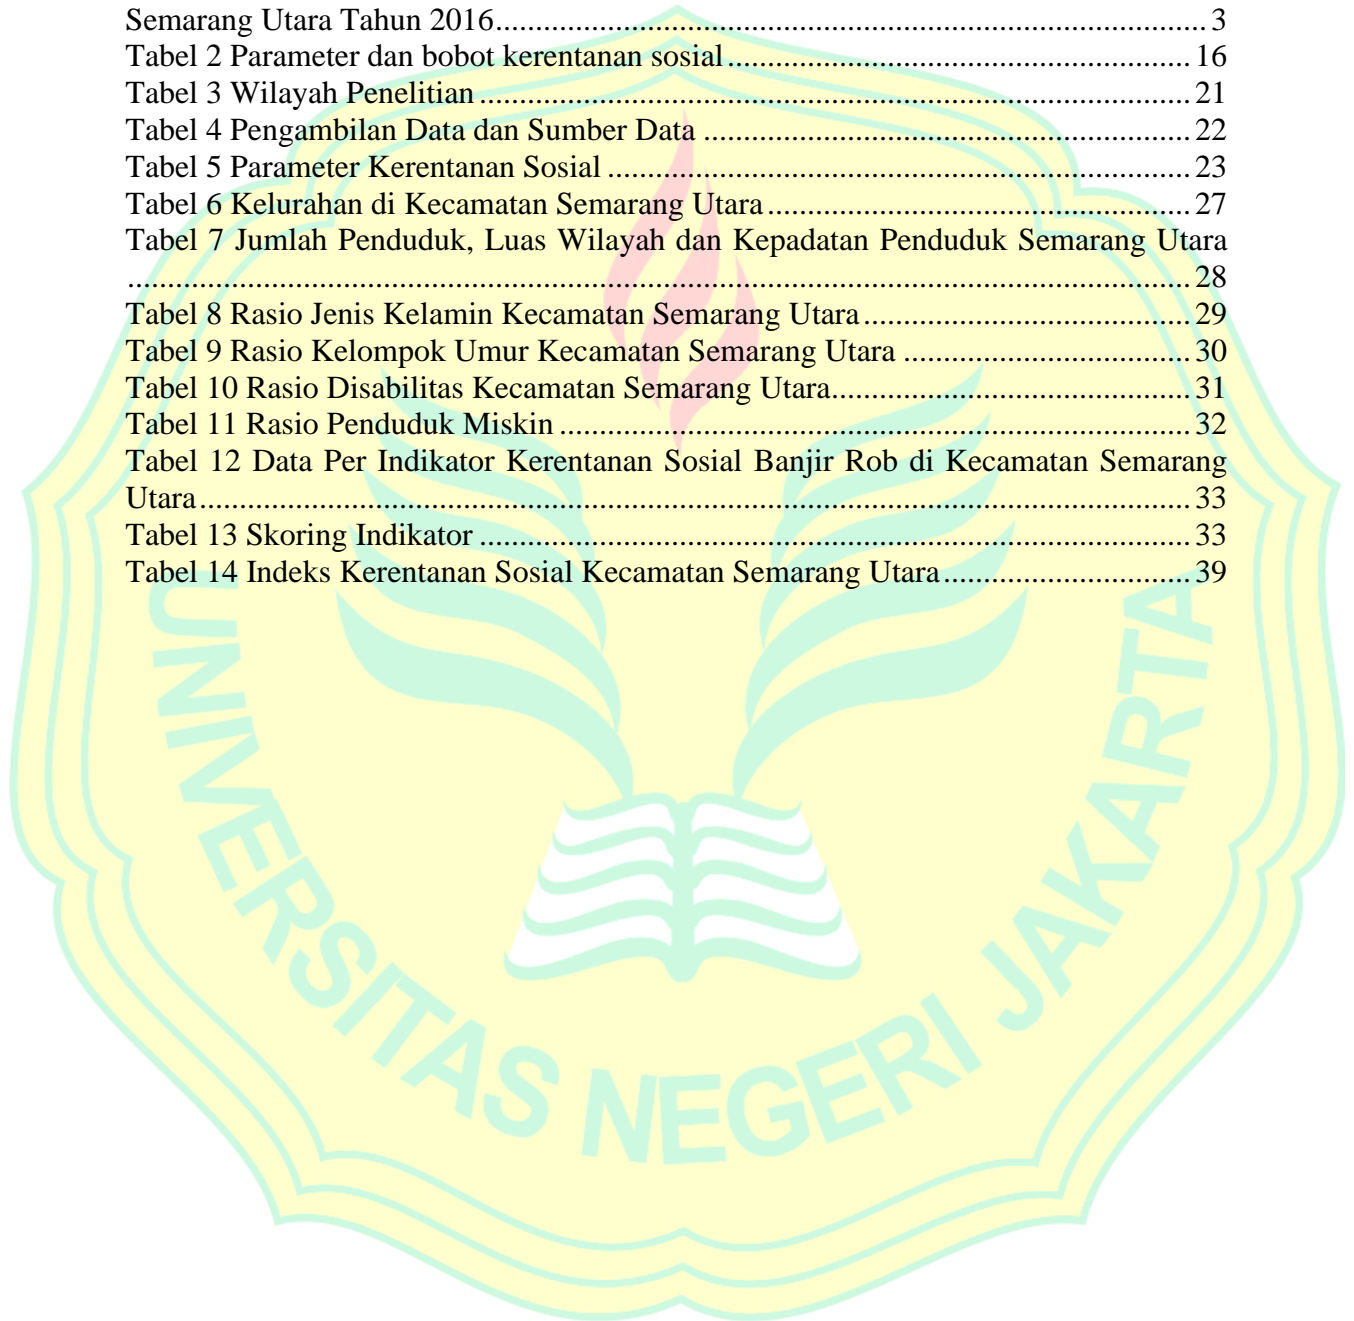 Semarang Utara Tahun 2016.......................................................................................................... 3
Tabel 2 Parameter dan bobot kerentanan sosial..................................................................... 16
Tabel 3 Wilayah Penelitian......................................................................................................... 21
Tabel 4 Pengambilan Data dan Sumber Data ........................................................................ 22
Tabel 5 Parameter Kerentanan Sosial ...................................................................................... 23
Tabel 6 Kelurahan di Kecamatan Semarang Utara............................................................... 27
Tabel 7 Jumlah Penduduk, Luas Wilayah dan Kepadatan Penduduk Semarang Utara
............................................................................................................................................................. 28
Tabel 8 Rasio Jenis Kelamin Kecamatan Semarang Utara................................................. 29
Tabel 9 Rasio Kelompok Umur Kecamatan Semarang Utara ........................................... 30
Tabel 10 Rasio Disabilitas Kecamatan Semarang Utara..................................................... 31
Tabel 11 Rasio Penduduk Miskin ............................................................................................. 32
Tabel 12 Data Per Indikator Kerentanan Sosial Banjir Rob di Kecamatan Semarang
Utara................................................................................................................................................... 33
Tabel 13 Skoring Indikator ......................................................................................................... 33
Tabel 14 Indeks Kerentanan Sosial Kecamatan Semarang Utara..................................... 39
UNIVERSITAS NEGERI JAKARTA